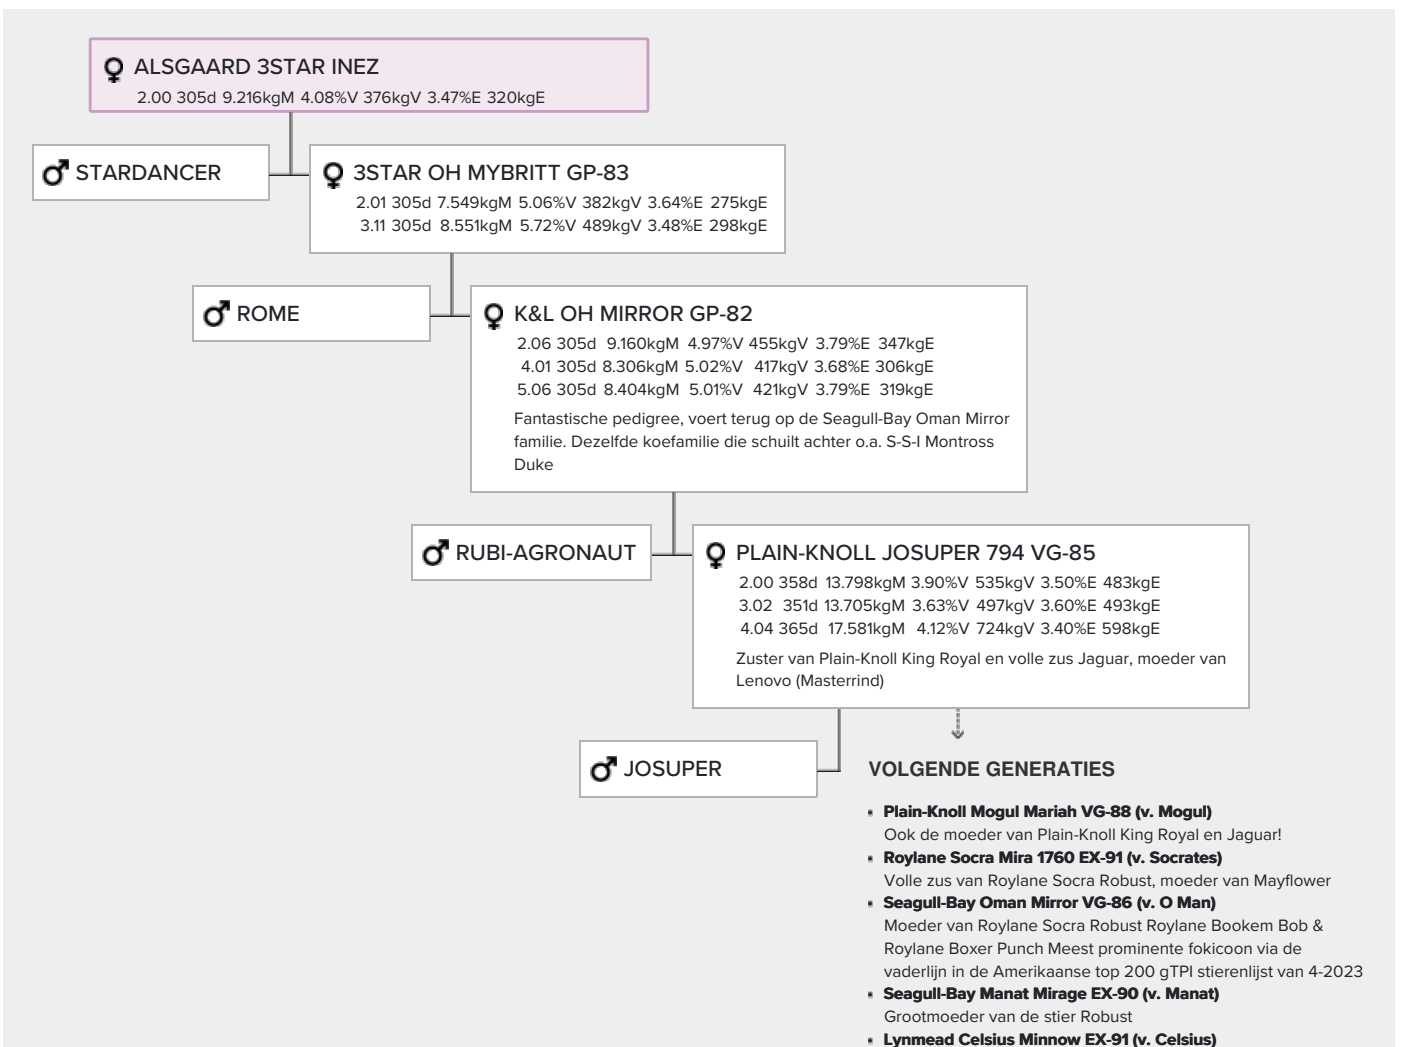 ALSGAARD 3STAR INEZ
2.00 305d 9.216kgM 4.08%V 376kgV 3.47%E 320kgE
STARDANCER
3STAR OH MYBRITT GP-83
2.01 305d 7.549kgM 5.06%V 382kgV 3.64%E 275kgE
3.11 305d 8.551kgM 5.72%V 489kgV 3.48%E 298kgE
ROME
K&L OH MIRROR GP-82
2.06 305d 9.160kgM 4.97%V 455kgV 3.79%E 347kgE
4.01 305d 8.306kgM 5.02%V 417kgV 3.68%E 306kgE
5.06 305d 8.404kgM 5.01%V 421kgV 3.79%E 319kgE
Fantastische pedigree, voert terug op de Seagull-Bay Oman Mirror
familie. Dezelfde koefamilie die schuilt achter o.a. S-S-I Montross
Duke
RUBI-AGRONAUT
PLAIN-KNOLL JOSUPER 794 VG-85
2.00 358d 13.798kgM 3.90%V 535kgV 3.50%E 483kgE
3.02 351d 13.705kgM 3.63%V 497kgV 3.60%E 493kgE
4.04 365d 17.581kgM 4.12%V 724kgV 3.40%E 598kgE
Zuster van Plain-Knoll King Royal en volle zus Jaguar, moeder van
Lenovo (Masterrind)
JOSUPER
VOLGENDE GENERATIES
Plain-Knoll Mogul Mariah VG-88 (v. Mogul)
Ook de moeder van Plain-Knoll King Royal en Jaguar!
Roylane Socra Mira 1760 EX-91 (v. Socrates)
Volle zus van Roylane Socra Robust, moeder van Mayflower
Seagull-Bay Oman Mirror VG-86 (v. O Man)
Moeder van Roylane Socra Robust Roylane Bookem Bob &
Roylane Boxer Punch Meest prominente fokicoon via de
vaderlijn in de Amerikaanse top 200 gTPI stierenlijst van 4-2023
Seagull-Bay Manat Mirage EX-90 (v. Manat)
Grootmoeder van de stier Robust
Lynmead Celsius Minnow EX-91 (v. Celsius)